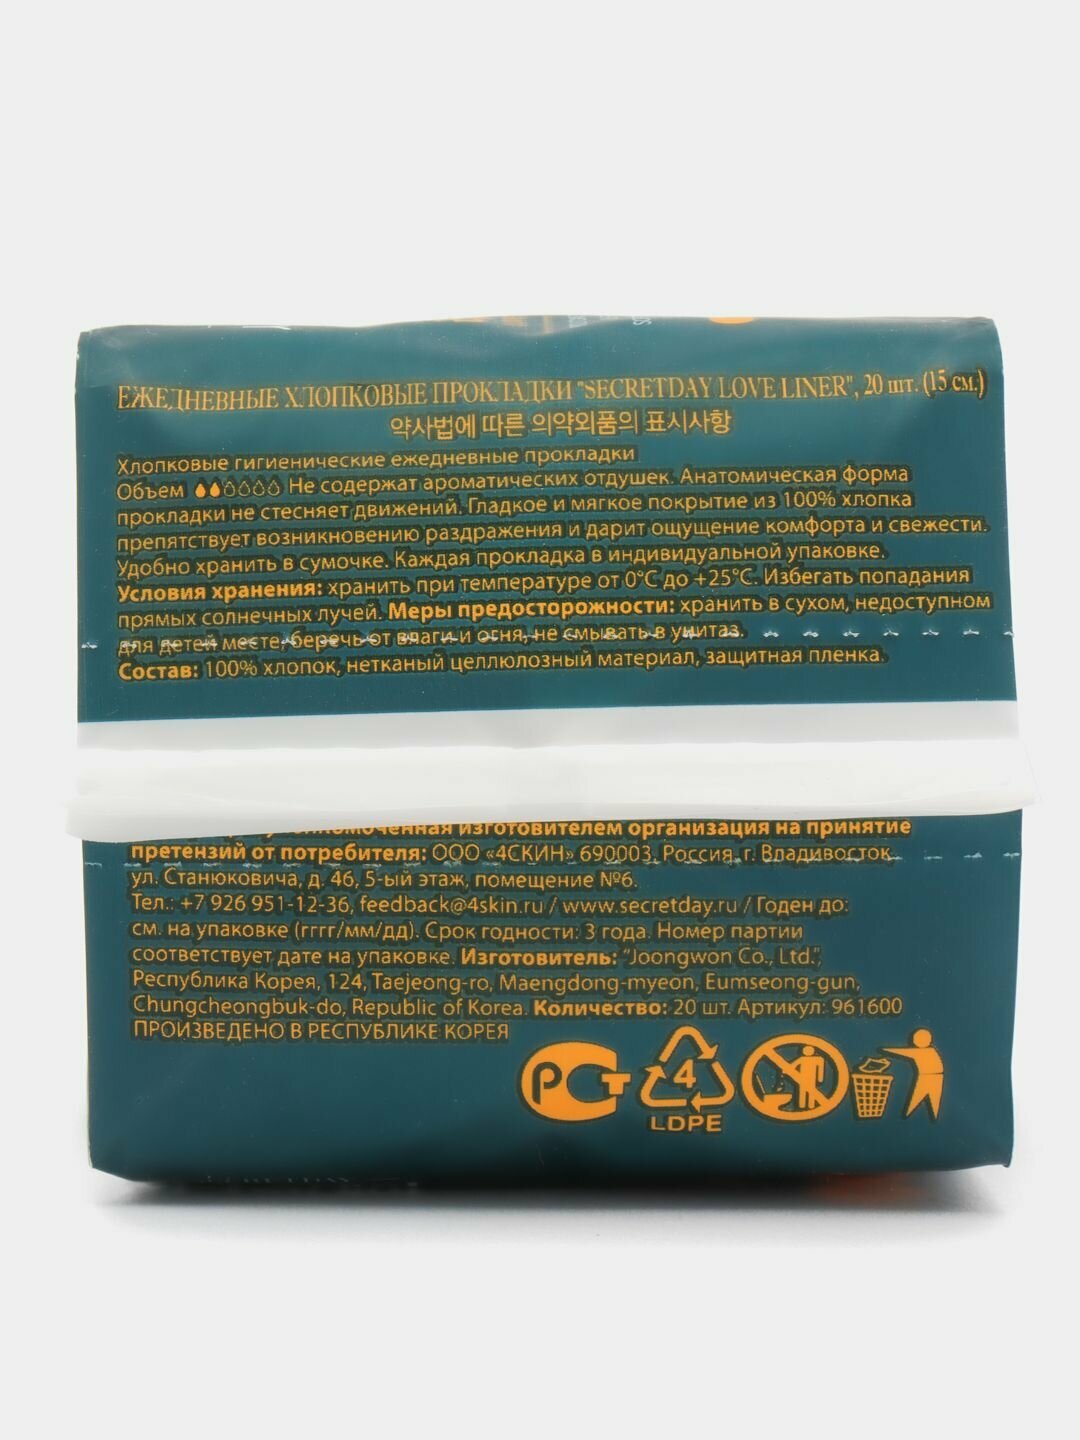 ЕЖЕДНЕВНЫЕ ХЛОПКОВЫЕ ПРОКЛАДКИ "SECRETDAY LOVE LINER", 20 шт. (15 см.)
약사법에 따른 의약외품의 표시사항
Хлопковые гигиенические ежедневные прокладки
Объем Не содержат ароматических отдушек. Анатомическая форма
прокладки не стесняет движений. Гладкое и мягкое покрытие из 100% хлопка
препятствует возникновению раздражения и дарит ощущение комфорта и свежести.
Удобно хранить в сумочке. Каждая прокладка в индивидуальной упаковке.
Условия хранения: хранить при температуре от 0°С до +25°С. Избегать попадания
прямых солнечных лучей. Меры предосторожности: хранить в сухом, недоступном
для детей месте, беречь от влаги и огня, не смывать в унитаз.
Состав: 100% хлопок, нетканый целлюлозный материал, защитная пленка.
изготовителем организация на принятие
претензий от потребителя: ООО «4СКИН» 690003, Россия, г. Владивосток,
ул. Станюковича, д. 46, 5-ый этаж, помещение №6.
Тел.: +7 926 951-12-36, feedback@4skin.ru / www.secretday.ru / Годен до:
см. на упаковке (гггг/мм/дд). Срок годности: 3 года. Номер партии
соответствует дате на упаковке. Изготовитель: "Joongwon Co., Ltd.",
Республика Корея, 124, Taejeong-ro, Maengdong-myeon, Eumseong-gun,
Chungcheongbuk-do, Republic of Korea. Количество: 20 шт. Артикул: 961600
ПРОИЗВЕДЕНО В РЕСПУБЛИКЕ КОРЕЯ
РСТ 4
LDPE